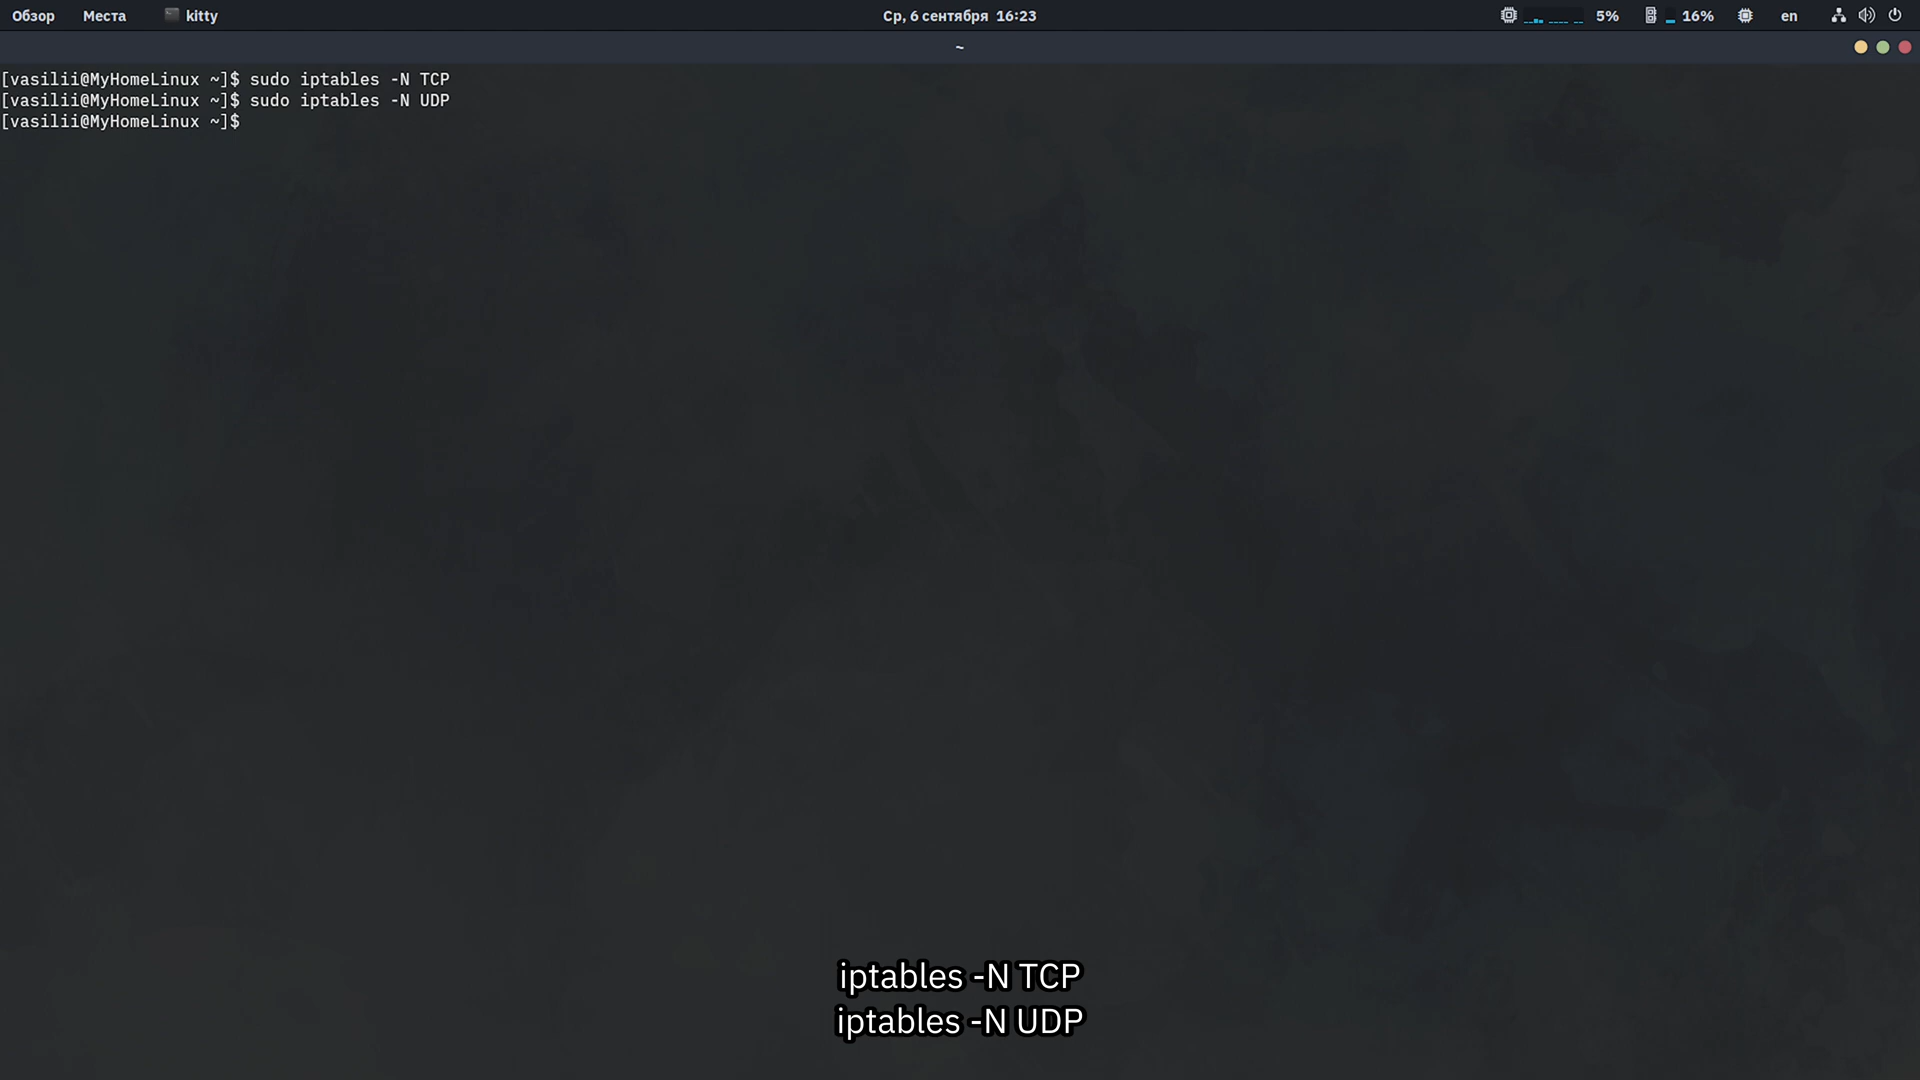 Обзор Места kitty Ср, 6 сентября 16:23 5% 16% en
~
[vasilii@MyHomeLinux ~]$ sudo iptables -N TCP
[vasilii@MyHomeLinux ~]$ sudo iptables -N UDP
[vasilii@MyHomeLinux ~]$
iptables -N TCP
iptables -N UDP